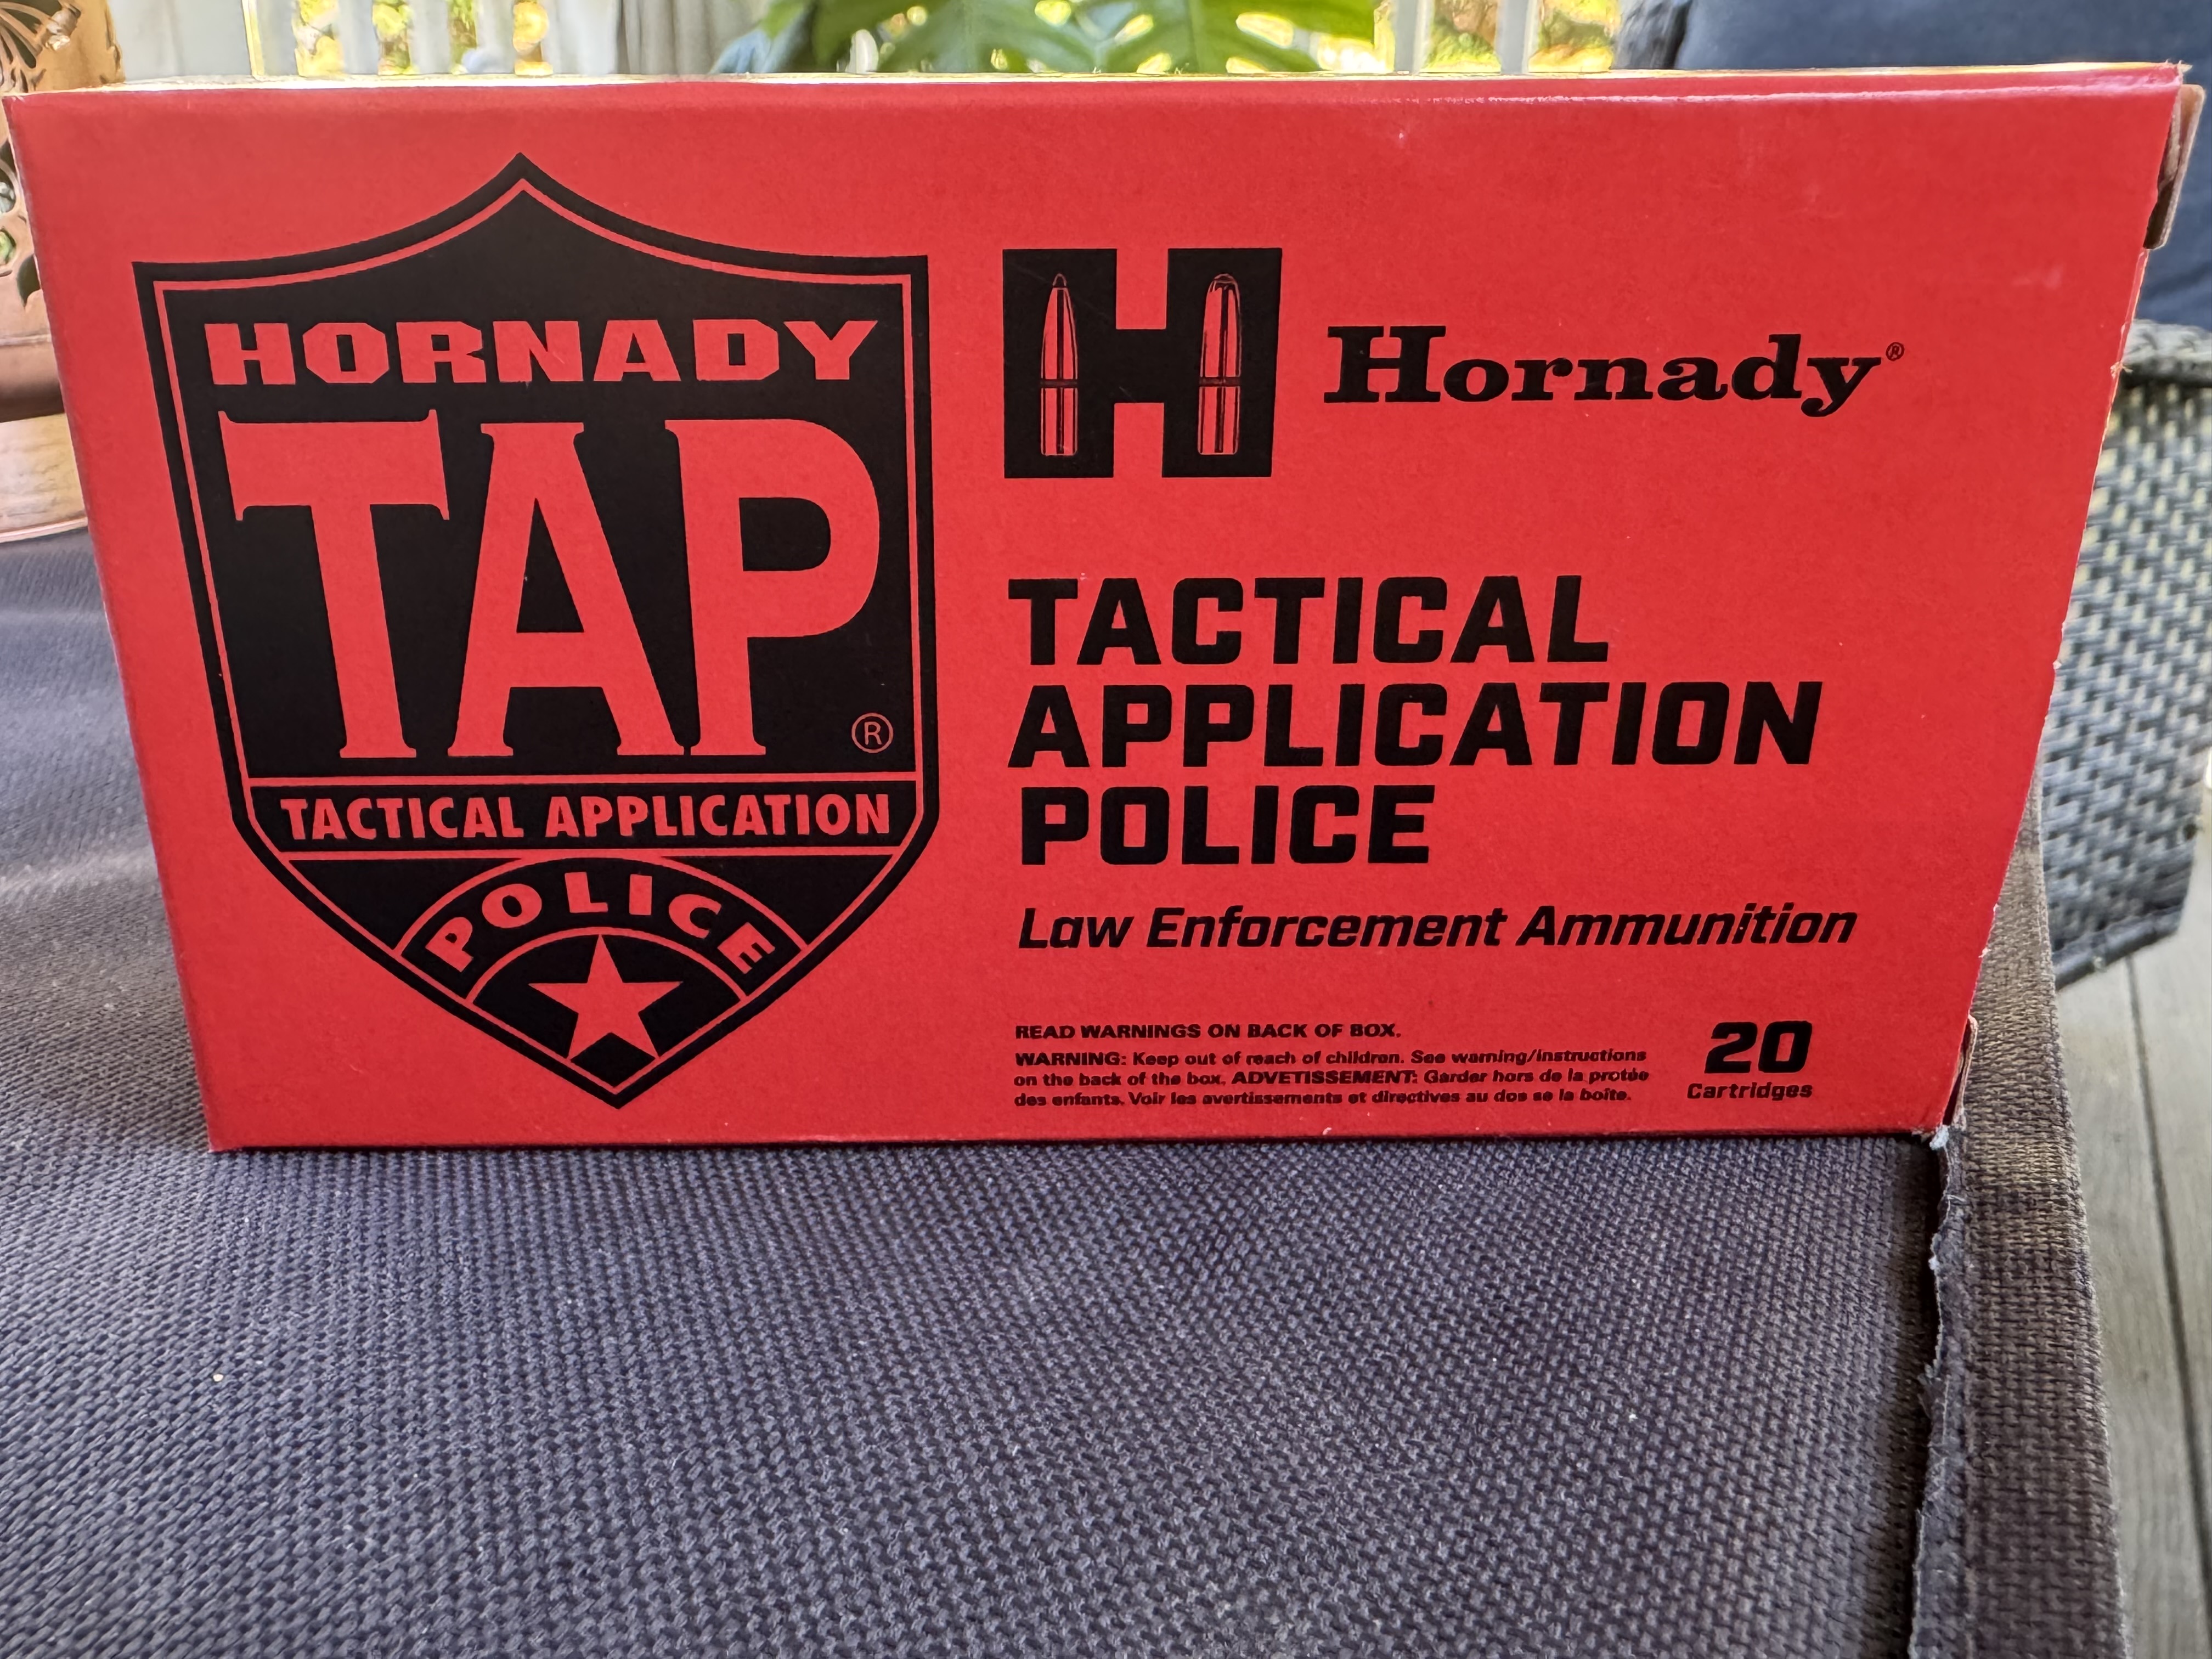 HORNADY
TAP®
TACTICAL APPLICATION
POLICE
Hornady®
TACTICAL
APPLICATION
POLICE
Law Enforcement Ammunition
READ WARNINGS ON BACK OF BOX.
WARNING: Keep out of reach of children. See warning/instructions
on the back of the box. ADVETISSEMENT: Garder hors de la protée
des enfants. Voir les avertissements et directives au dos se la boîte.
20
Cartridges